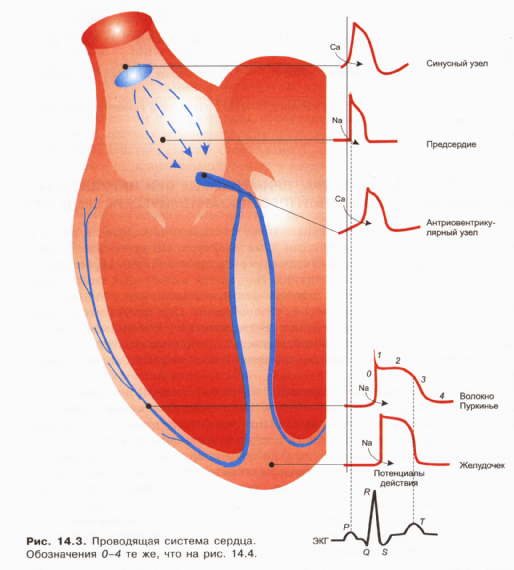 Ca
Синусный узел
Na
Предсердие
Ca
Антриовентрику-
лярный узел
1
2
0
3
Na
4
Волокно
Пуркинье
Na
Желудочек
Потенциалы
действия
R
P
T
ЭКГ
Q
S
Рис. 14.3. Проводящая система сердца.
Обозначения 0–4 те же, что на рис. 14.4.